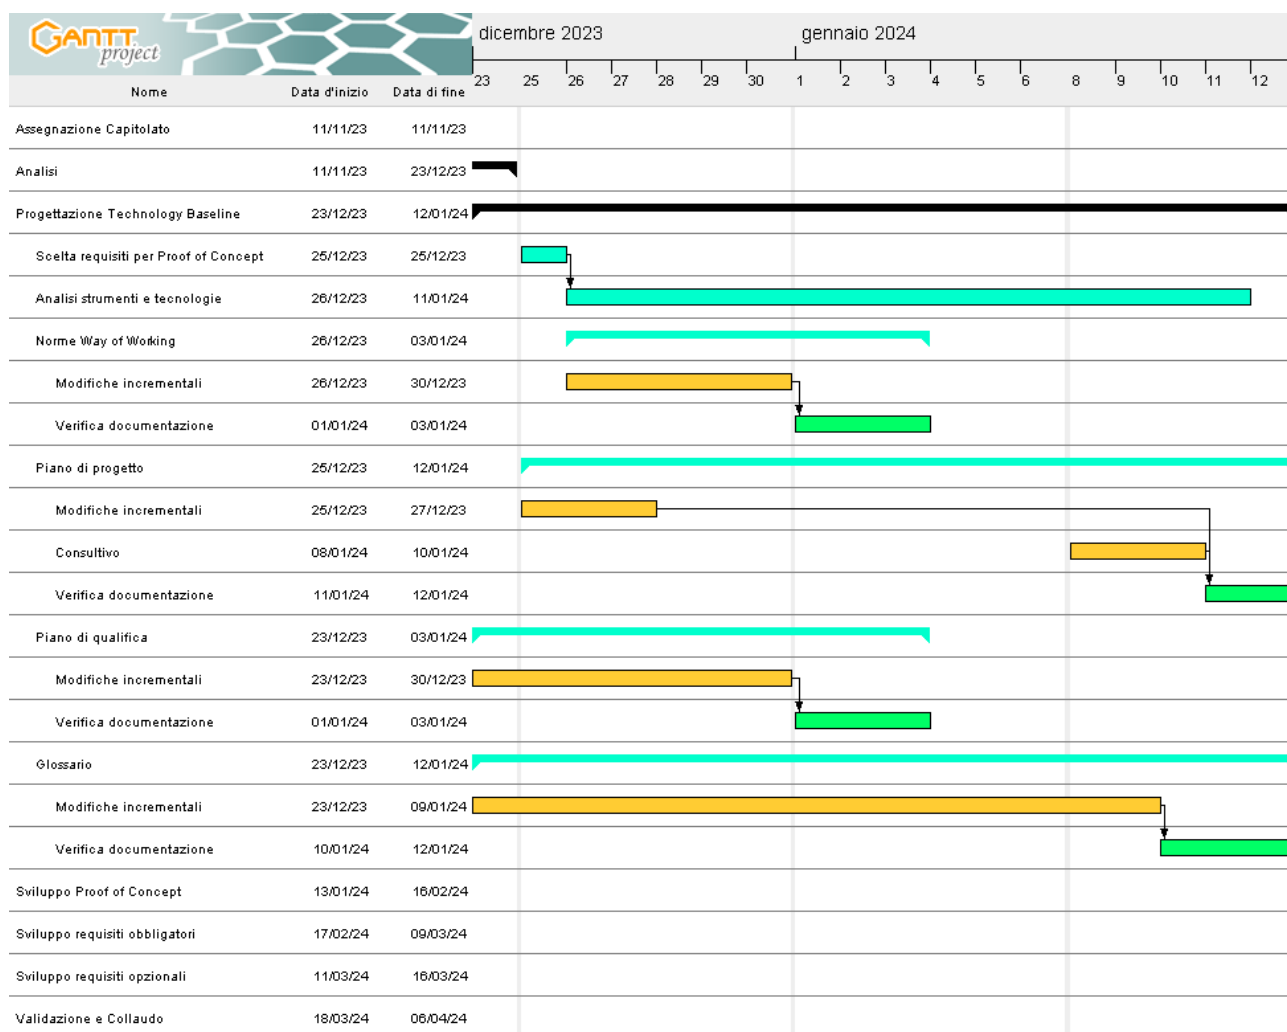 GANTT project
dicembre 2023 gennaio 2024
23 25 26 27 28 29 30 1 2 3 4 5 6 8 9 10 11 12
Nome Data d'inizio Data di fine
Assegnazione Capitolato 11/11/23 11/11/23
Analisi 11/11/23 23/12/23
Progettazione Technology Baseline 23/12/23 12/01/24
Scelta requisiti per Proof of Concept 25/12/23 25/12/23
Analisi strumenti e tecnologie 26/12/23 11/01/24
Norme Way of Working 26/12/23 03/01/24
Modifiche incrementali 26/12/23 30/12/23
Verifica documentazione 01/01/24 03/01/24
Piano di progetto 25/12/23 12/01/24
Modifiche incrementali 25/12/23 27/12/23
Consultivo 08/01/24 10/01/24
Verifica documentazione 11/01/24 12/01/24
Piano di qualifica 23/12/23 03/01/24
Modifiche incrementali 23/12/23 30/12/23
Verifica documentazione 01/01/24 03/01/24
Glossario 23/12/23 12/01/24
Modifiche incrementali 23/12/23 09/01/24
Verifica documentazione 10/01/24 12/01/24
Sviluppo Proof of Concept 13/01/24 16/02/24
Sviluppo requisiti obbligatori 17/02/24 09/03/24
Sviluppo requisiti opzionali 11/03/24 16/03/24
Validazione e Collaudo 18/03/24 06/04/24